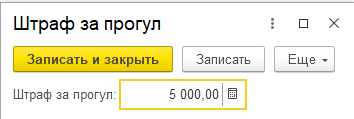 Штраф за прогул
Записать и закрыть Записать Еще
Штраф за прогул: 5 000,00